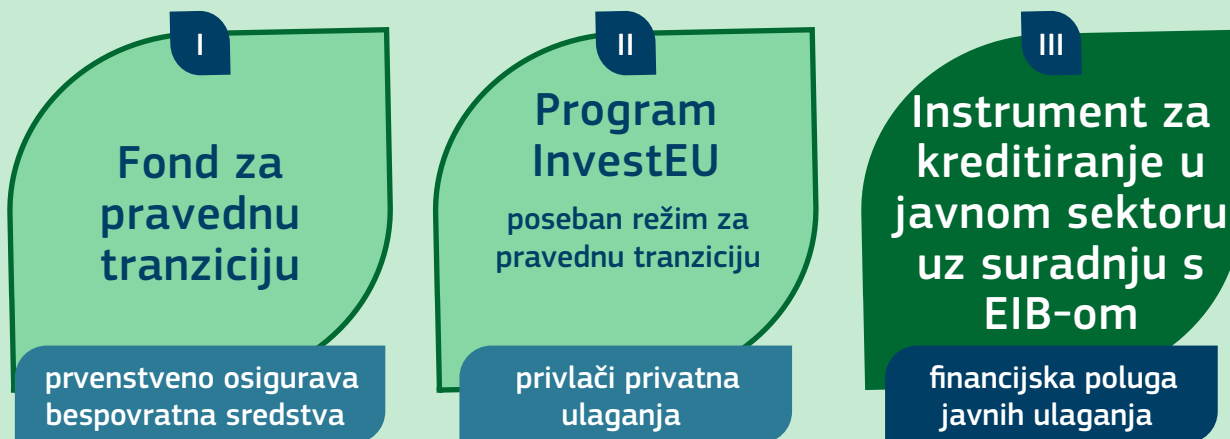 I
Fond za
pravednu
tranziciju
prvenstveno osigurava
bespovratna sredstva
II
Program
InvestEU
poseban režim za
pravednu tranziciju
privlači privatna
ulaganja
III
Instrument za
kreditiranje u
javnom sektoru
uz suradnju s
EIB-om
financijska poluga
javnih ulaganja